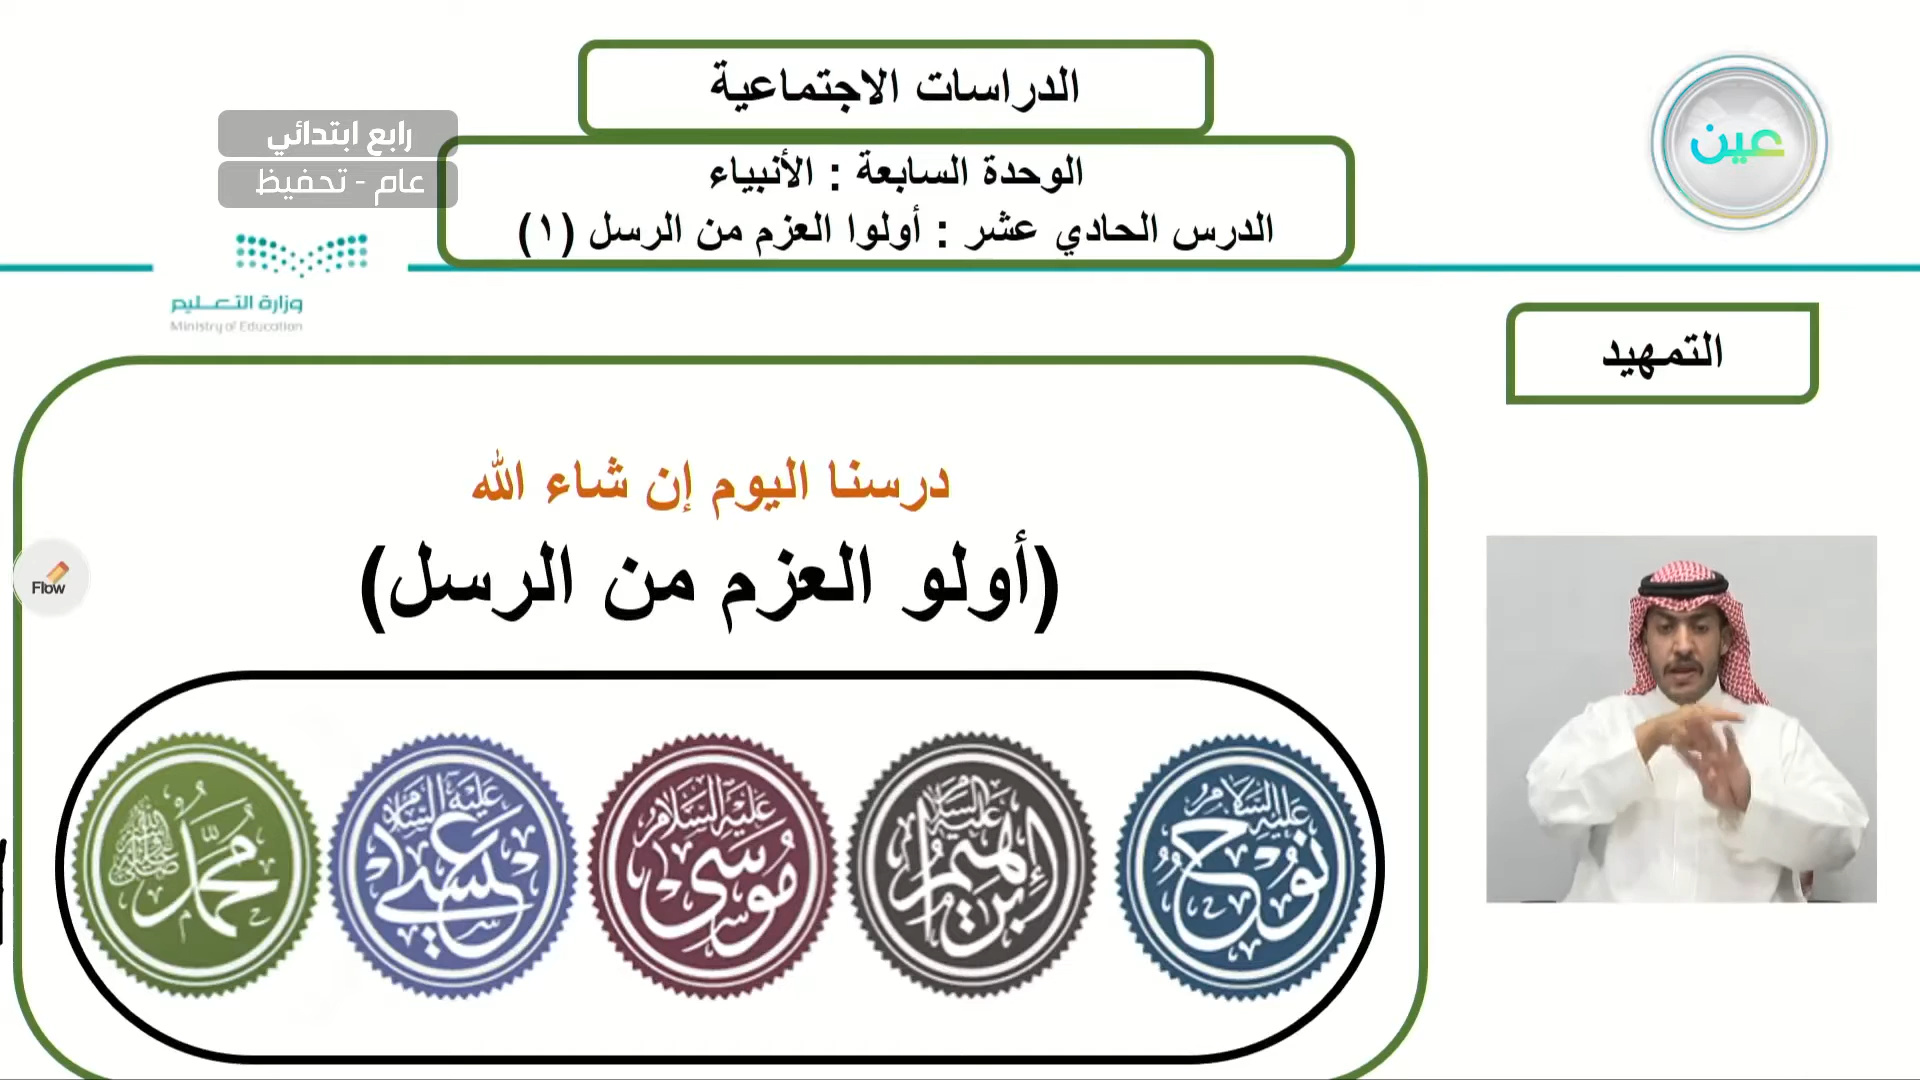 الدراسات الاجتماعية
رابع ابتدائي
عام - تحفيظ
الوحدة السابعة : الأنبياء
الدرس الحادي عشر : أولوا العزم من الرسل (١)
عين
وزارة التعليم
Ministry of Education
التمهيد
درسنا اليوم إن شاء الله
(أولو العزم من الرسل)
Flow
نوح عليه السلام
إبراهيم عليه السلام
موسى عليه السلام
عيسى عليه السلام
محمد صلى الله عليه وسلم